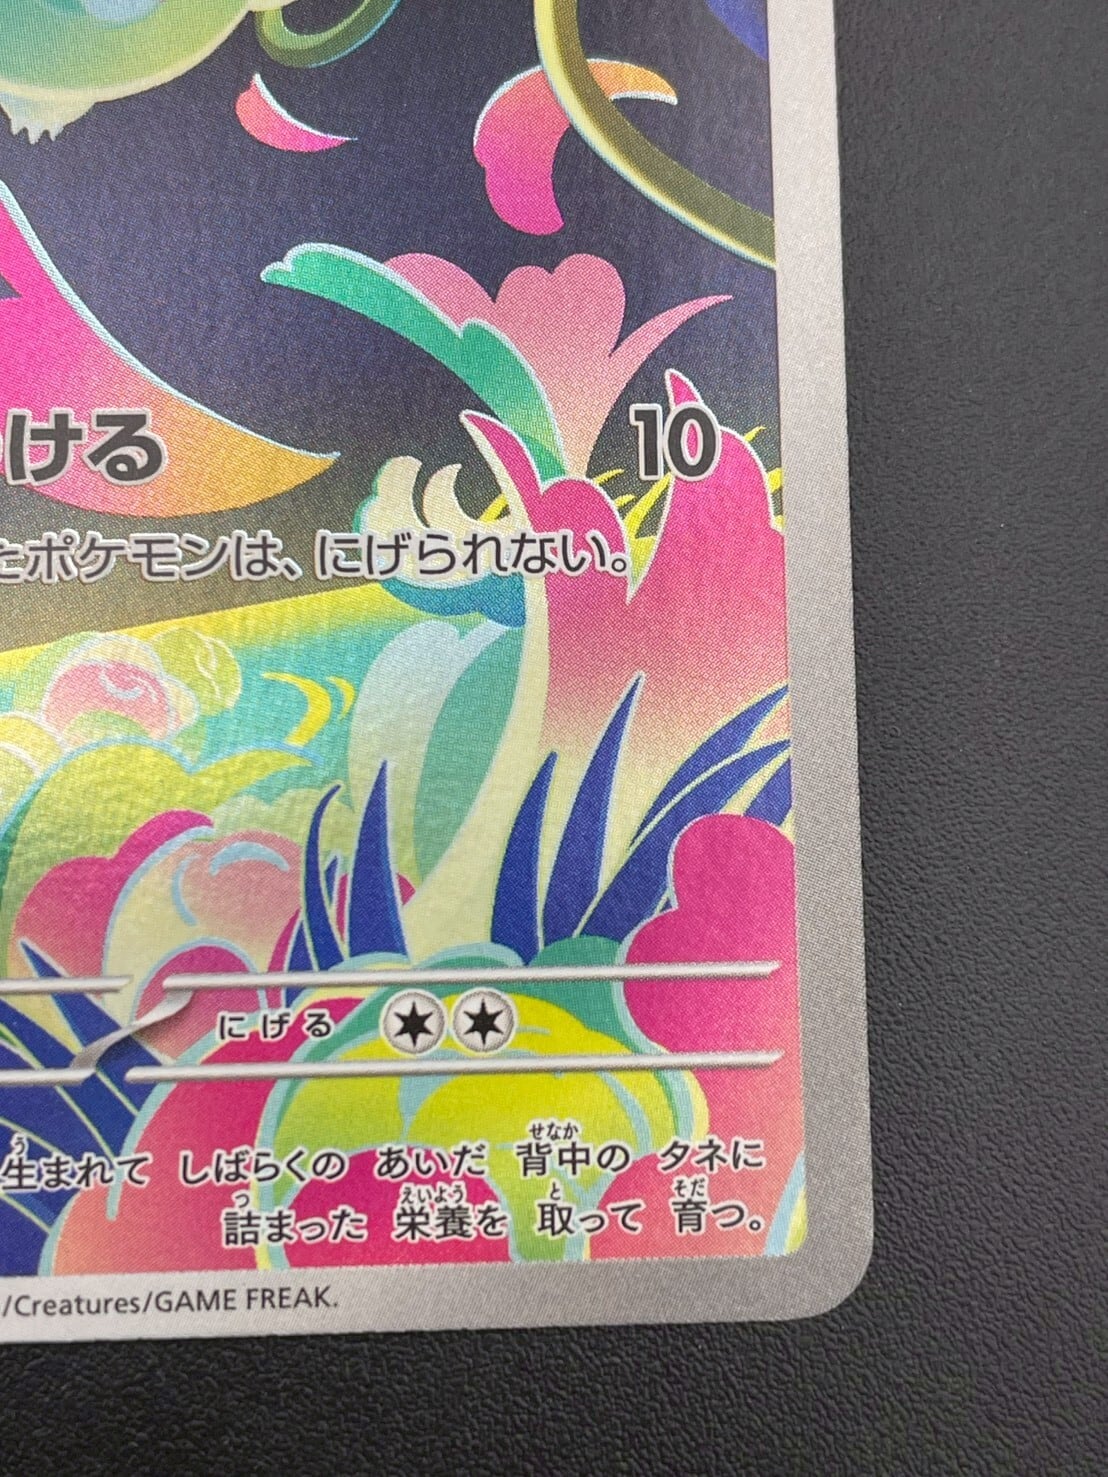 ける 10
たポケモンは、にげられない。
にげる
生まれて しばらくの あいだ 背中の タネに
詰まった 栄養を 取って 育つ。
/Creatures/GAME FREAK.